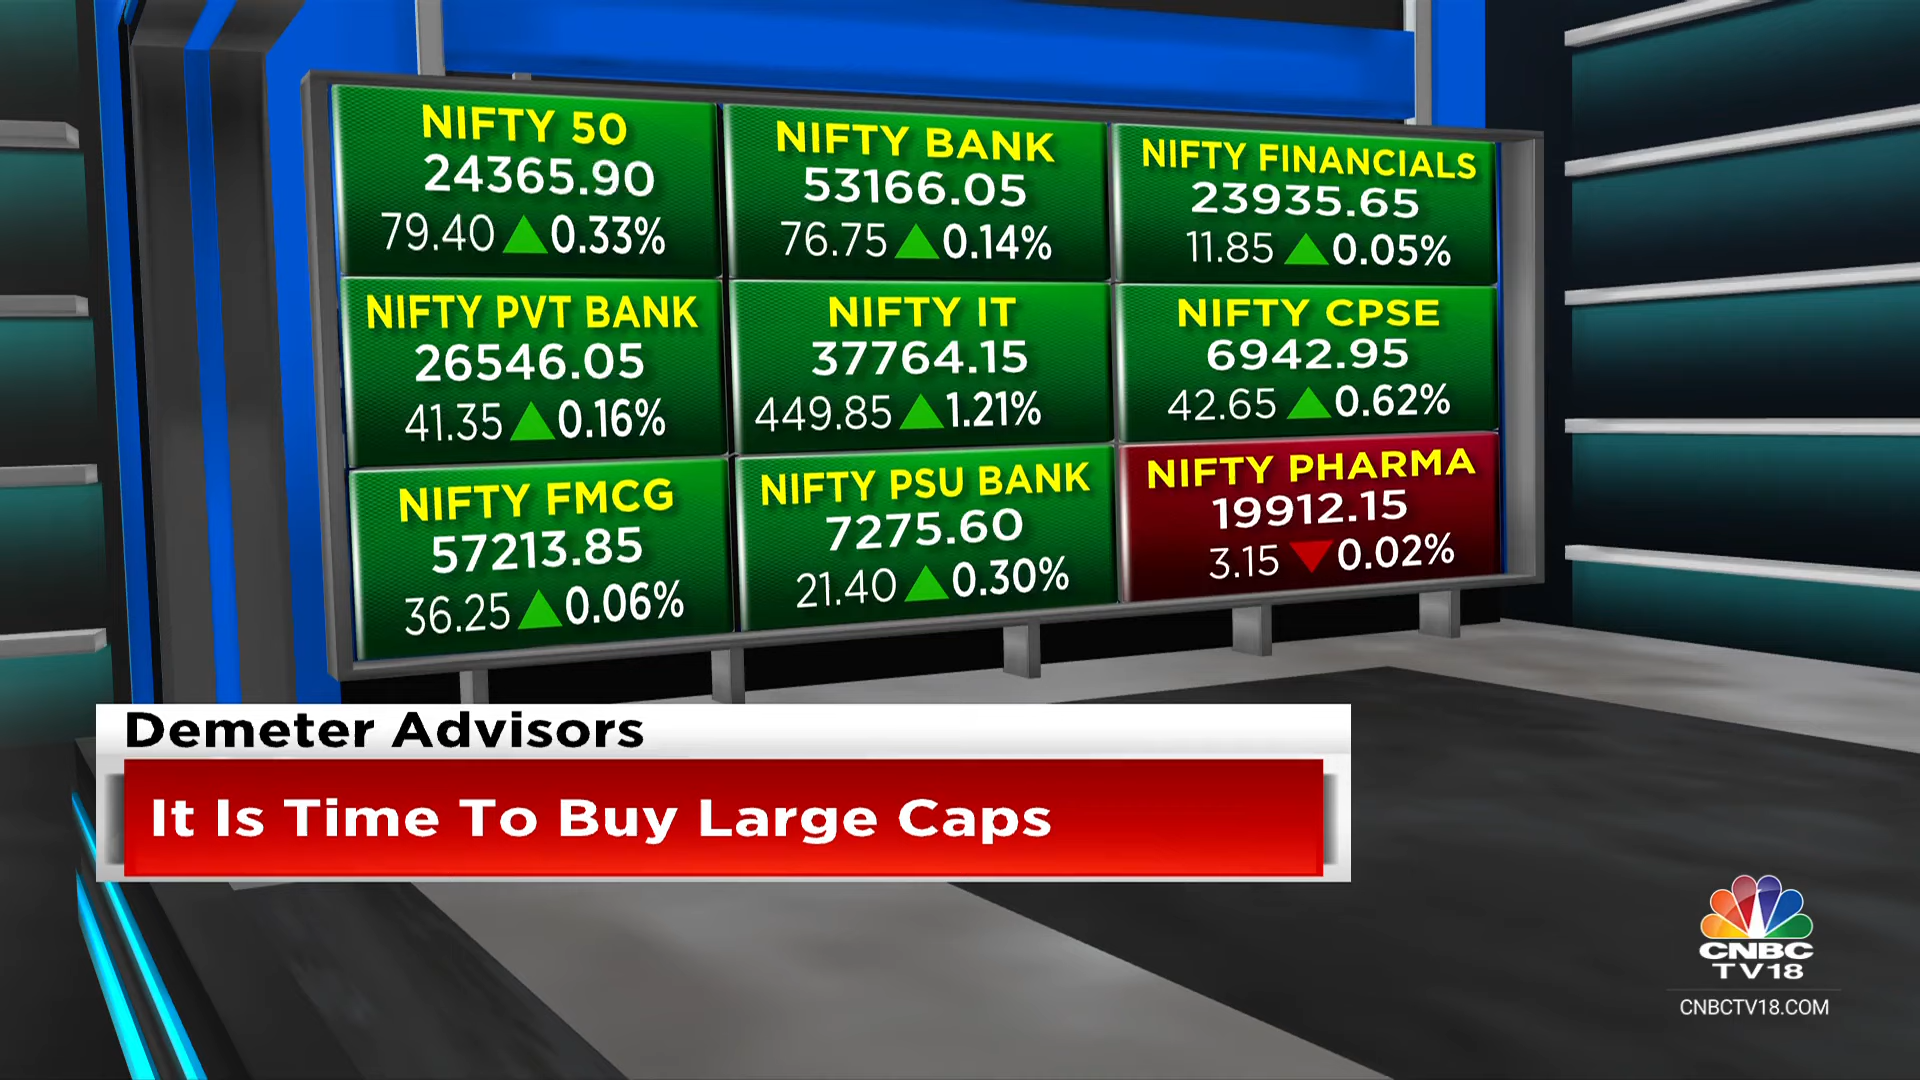 NIFTY 50
24365.90
79.40 ▲ 0.33%
NIFTY BANK
53166.05
76.75 ▲ 0.14%
NIFTY FINANCIALS
23935.65
11.85 ▲ 0.05%
NIFTY PVT BANK
26546.05
41.35 ▲ 0.16%
NIFTY IT
37764.15
449.85 ▲ 1.21%
NIFTY CPSE
6942.95
42.65 ▲ 0.62%
NIFTY FMCG
57213.85
36.25 ▲ 0.06%
NIFTY PSU BANK
7275.60
21.40 ▲ 0.30%
NIFTY PHARMA
19912.15
3.15 ▼ 0.02%
Demeter Advisors
It Is Time To Buy Large Caps
CNBC
TV18
CNBCTV18.COM